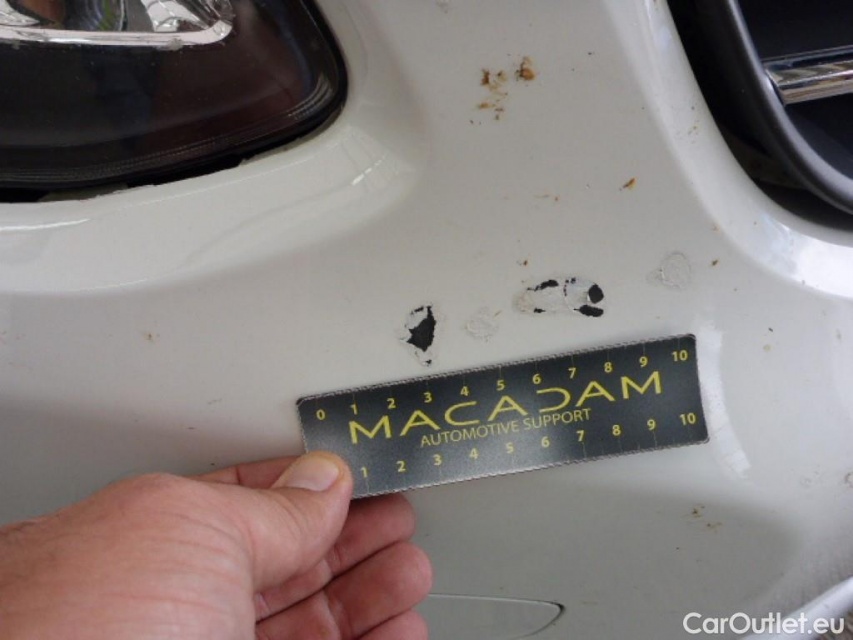 0 1 2 3 4 5 6 7 8 9 10
MACADAM
AUTOMOTIVE SUPPORT
1 2 3 4 5 6 7 8 9 10
CarOutlet.eu